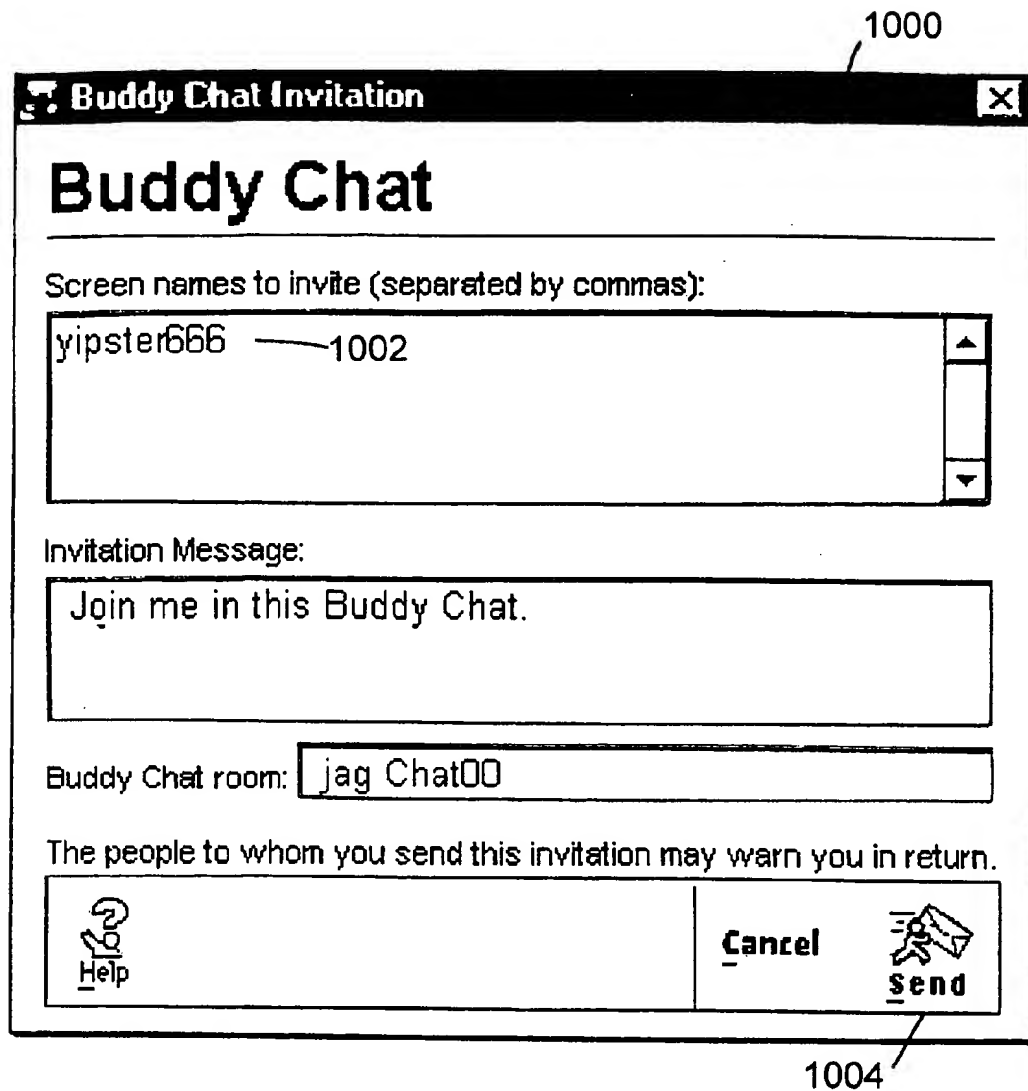 1000
Buddy Chat Invitation
Buddy Chat
Screen names to invite (separated by commas):
yipster666 1002
Invitation Message:
Join me in this Buddy Chat.
Buddy Chat room: jag Chat00
The people to whom you send this invitation may warn you in return.
Help Cancel Send
1004